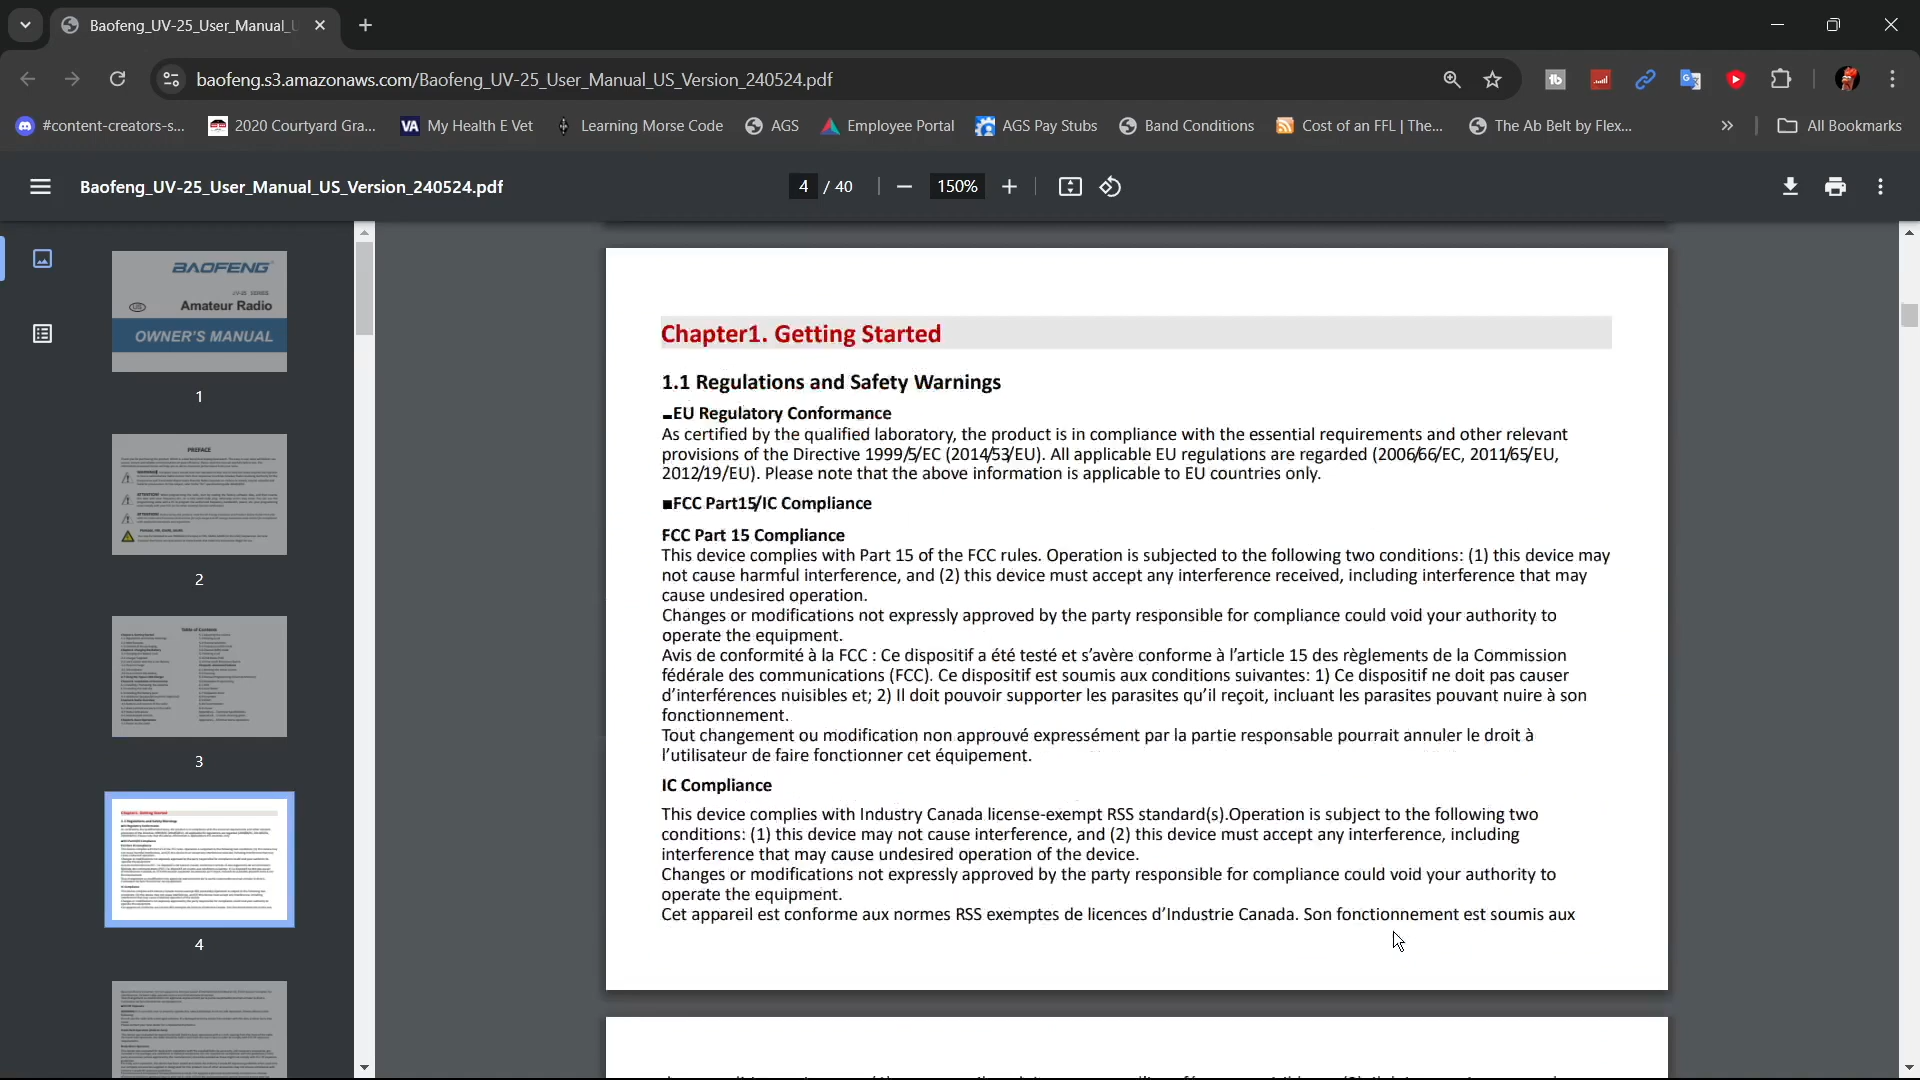 Baofeng_UV-25_User_Manual_U
baofeng.s3.amazonaws.com/Baofeng_UV-25_User_Manual_US_Version_240524.pdf
#content-creators-s... 2020 Courtyard Gra... VA My Health E Vet Learning Morse Code AGS Employee Portal AGS Pay Stubs Band Conditions Cost of an FFL | The... The Ab Belt by Flex... » All Bookmarks
Baofeng_UV-25_User_Manual_US_Version_240524.pdf 4 / 40 150%
BAOFENG
Amateur Radio
OWNER'S MANUAL
1
PREFACE
2
Table of Contents
3
4
Chapter1. Getting Started
1.1 Regulations and Safety Warnings
EU Regulatory Conformance
As certified by the qualified laboratory, the product is in compliance with the essential requirements and other relevant
provisions of the Directive 1999/5/EC (2014/53/EU). All applicable EU regulations are regarded (2006/66/EC, 2011/65/EU,
2012/19/EU). Please note that the above information is applicable to EU countries only.
■FCC Part15/IC Compliance
FCC Part 15 Compliance
This device complies with Part 15 of the FCC rules. Operation is subjected to the following two conditions: (1) this device may
not cause harmful interference, and (2) this device must accept any interference received, including interference that may
cause undesired operation.
Changes or modifications not expressly approved by the party responsible for compliance could void your authority to
operate the equipment.
Avis de conformité à la FCC : Ce dispositif a été testé et s’avère conforme à l’article 15 des règlements de la Commission
fédérale des communications (FCC). Ce dispositif est soumis aux conditions suivantes: 1) Ce dispositif ne doit pas causer
d’interférences nuisibles et; 2) Il doit pouvoir supporter les parasites qu’il reçoit, incluant les parasites pouvant nuire à son
fonctionnement.
Tout changement ou modification non approuvé expressément par la partie responsable pourrait annuler le droit à
l’utilisateur de faire fonctionner cet équipement.
IC Compliance
This device complies with Industry Canada license-exempt RSS standard(s).Operation is subject to the following two
conditions: (1) this device may not cause interference, and (2) this device must accept any interference, including
interference that may cause undesired operation of the device.
Changes or modifications not expressly approved by the party responsible for compliance could void your authority to
operate the equipment.
Cet appareil est conforme aux normes RSS exemptes de licences d’Industrie Canada. Son fonctionnement est soumis aux